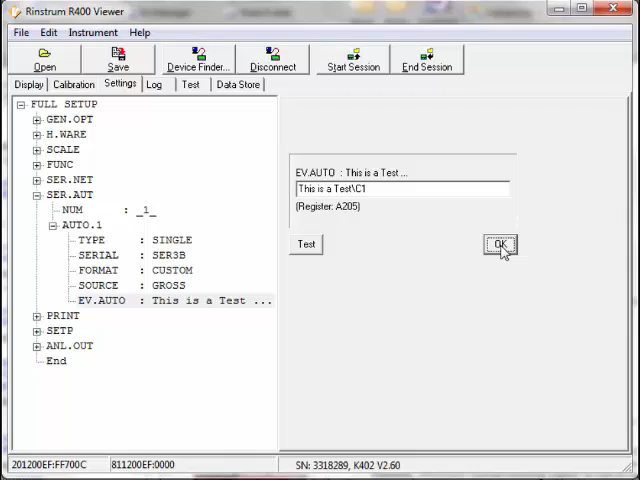 Rinstrum R400 Viewer
File Edit Instrument Help
Open Save Device Finder... Disconnect Start Session End Session
Display Calibration Settings Log Test Data Store
FULL SETUP
GEN.OPT
H.WARE
SCALE
FUNC
SER.NET
SER.AUT
NUM : _1_
AUTO.1
TYPE : SINGLE
SERIAL : SER3B
FORMAT : CUSTOM
SOURCE : GROSS
EV.AUTO : This is a Test ...
PRINT
SETP
ANL.OUT
End
EV.AUTO : This is a Test ...
This is a Test\C1
(Register: A205)
Test OK
201200EF:FF700C 811200EF:0000 SN: 3318289, K402 V2.60